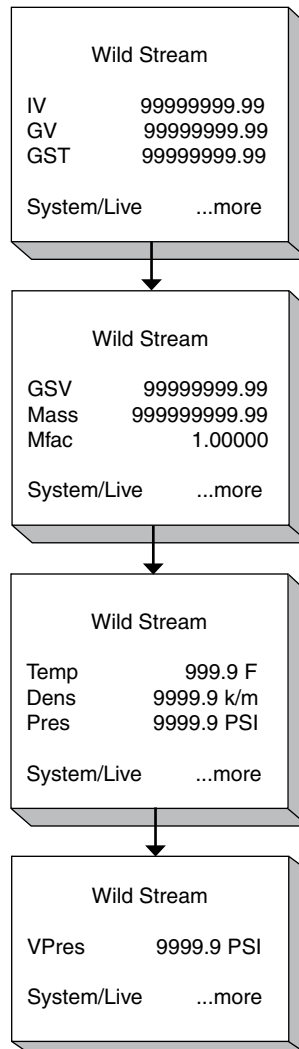 Wild Stream
IV 99999999.99
GV 99999999.99
GST 99999999.99
System/Live ...more
Wild Stream
GSV 99999999.99
Mass 999999999.99
Mfac 1.00000
System/Live ...more
Wild Stream
Temp 999.9 F
Dens 9999.9 k/m
Pres 9999.9 PSI
System/Live ...more
Wild Stream
VPres 9999.9 PSI
System/Live ...more